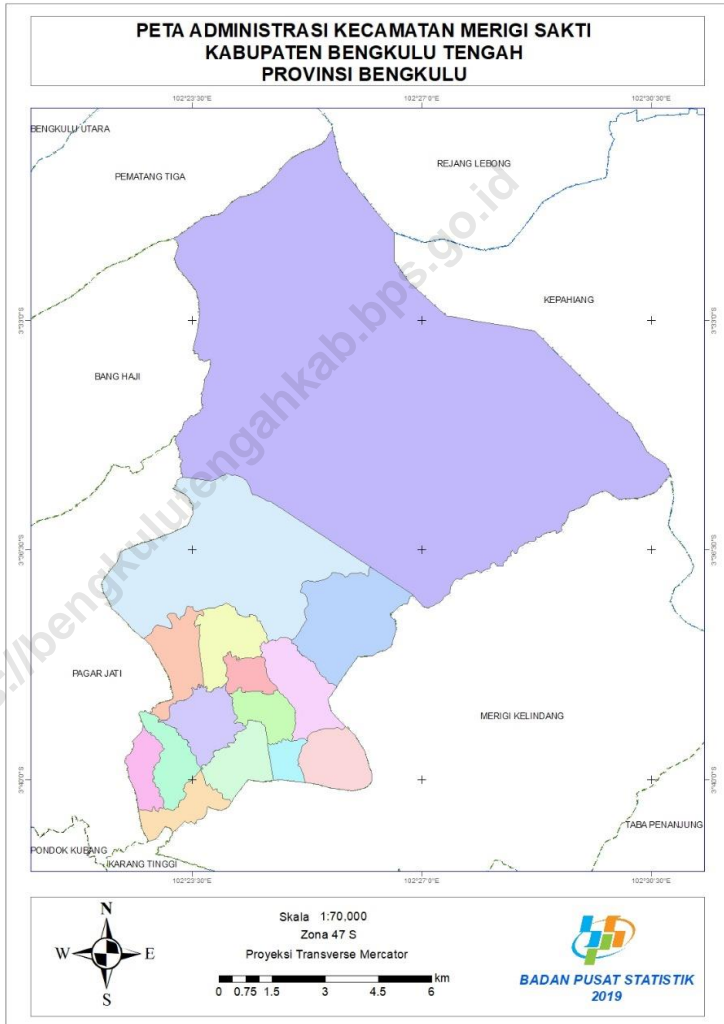 PETA ADMINISTRASI KECAMATAN MERIGI SAKTI
KABUPATEN BENGKULU TENGAH
PROVINSI BENGKULU
102°23'30"E 102°27'0"E 102°30'30"E
BENGKULU UTARA
REJANG LEBONG
PEMATANG TIGA
KEPAHIANG
BANG HAJI
PAGAR JATI
MERIGI KELINDANG
TABA PENANJUNG
PONDOK KUBANG
KARANG TINGGI
102°23'30"E 102°27'0"E 102°30'30"E
://bengkulutengahkab.bps.go.id
N
W E
S
Skala 1:70,000
Zona 47 S
Proyeksi Transverse Mercator
km
0 0.75 1.5 3 4.5 6
BADAN PUSAT STATISTIK
2019